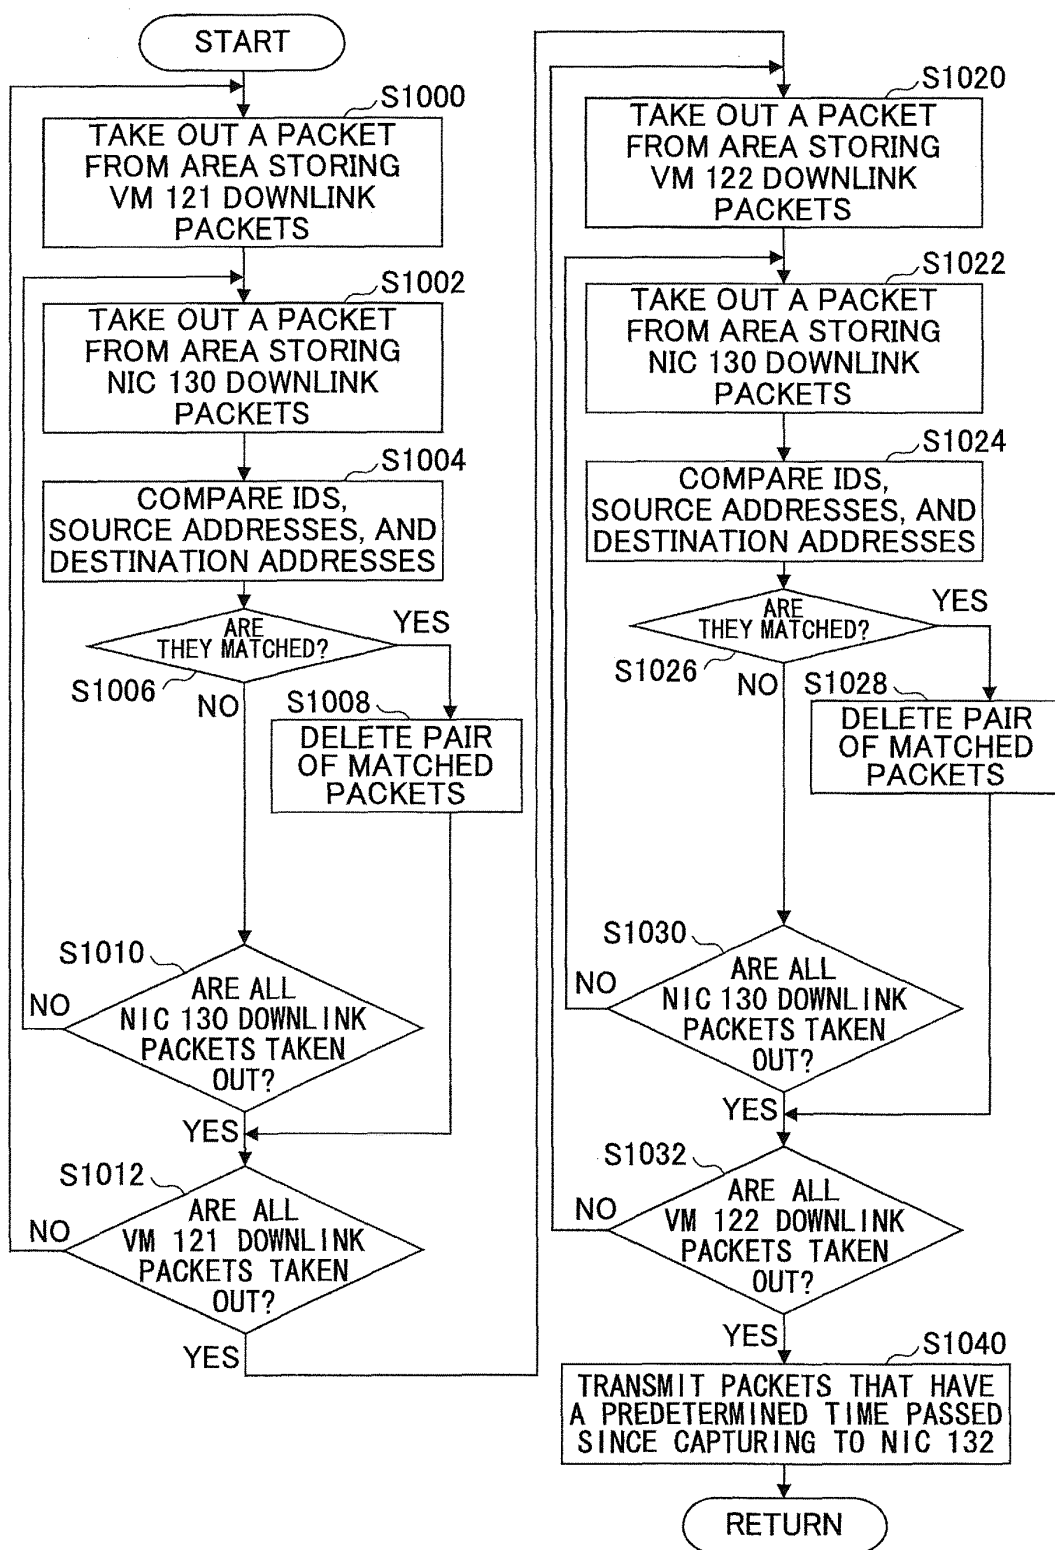 START
S1000
TAKE OUT A PACKET
FROM AREA STORING
VM 121 DOWNLINK
PACKETS
S1002
TAKE OUT A PACKET
FROM AREA STORING
NIC 130 DOWNLINK
PACKETS
S1004
COMPARE IDS,
SOURCE ADDRESSES, AND
DESTINATION ADDRESSES
ARE
THEY MATCHED?
YES
S1006
NO
S1008
DELETE PAIR
OF MATCHED
PACKETS
S1010
NO
ARE ALL
NIC 130 DOWNLINK
PACKETS TAKEN
OUT?
YES
S1012
NO
ARE ALL
VM 121 DOWNLINK
PACKETS TAKEN
OUT?
YES
S1020
TAKE OUT A PACKET
FROM AREA STORING
VM 122 DOWNLINK
PACKETS
S1022
TAKE OUT A PACKET
FROM AREA STORING
NIC 130 DOWNLINK
PACKETS
S1024
COMPARE IDS,
SOURCE ADDRESSES, AND
DESTINATION ADDRESSES
ARE
THEY MATCHED?
YES
S1026
NO
S1028
DELETE PAIR
OF MATCHED
PACKETS
S1030
NO
ARE ALL
NIC 130 DOWNLINK
PACKETS TAKEN
OUT?
YES
S1032
NO
ARE ALL
VM 122 DOWNLINK
PACKETS TAKEN
OUT?
YES
S1040
TRANSMIT PACKETS THAT HAVE
A PREDETERMINED TIME PASSED
SINCE CAPTURING TO NIC 132
RETURN